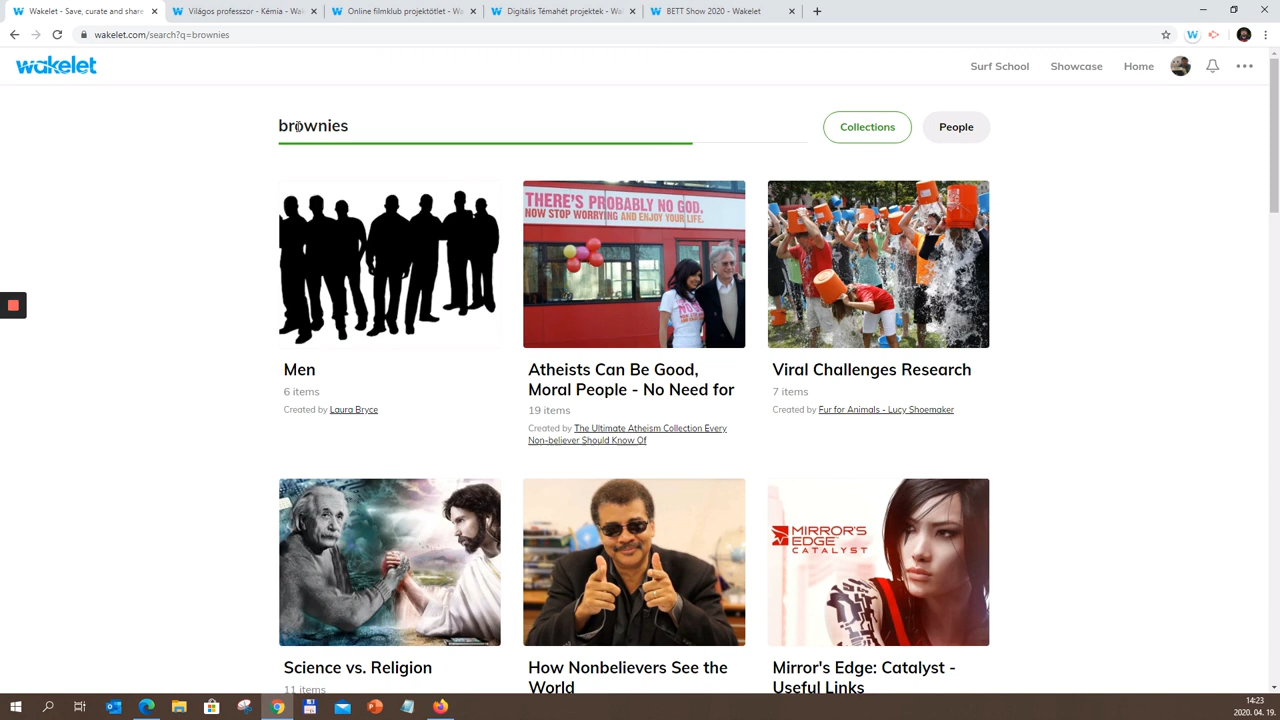 Wakelet - Save, curate and share
Világos professzor - Kémia - Wak
Online filmklub projektötlet - Wa
Digitális Témahét projektek - Wa
BETT Show 2020 - Wakelet
wakelet.com/search?q=brownies
W
wakelet
Surf School
Showcase
Home
brownies
Collections
People
THERE'S PROBABLY NO GOD.
NOW STOP WORRYING AND ENJOY YOUR LIFE.
Men
6 items
Created by Laura Bryce
Atheists Can Be Good,
Moral People - No Need for
19 items
Created by The Ultimate Atheism Collection Every
Non-believer Should Know Of
Viral Challenges Research
7 items
Created by Fur for Animals - Lucy Shoemaker
MIRROR'S
EDGE
CATALYST
Science vs. Religion
11 items
How Nonbelievers See the
World
Mirror's Edge: Catalyst -
Useful Links
14:23
2020. 04. 19.